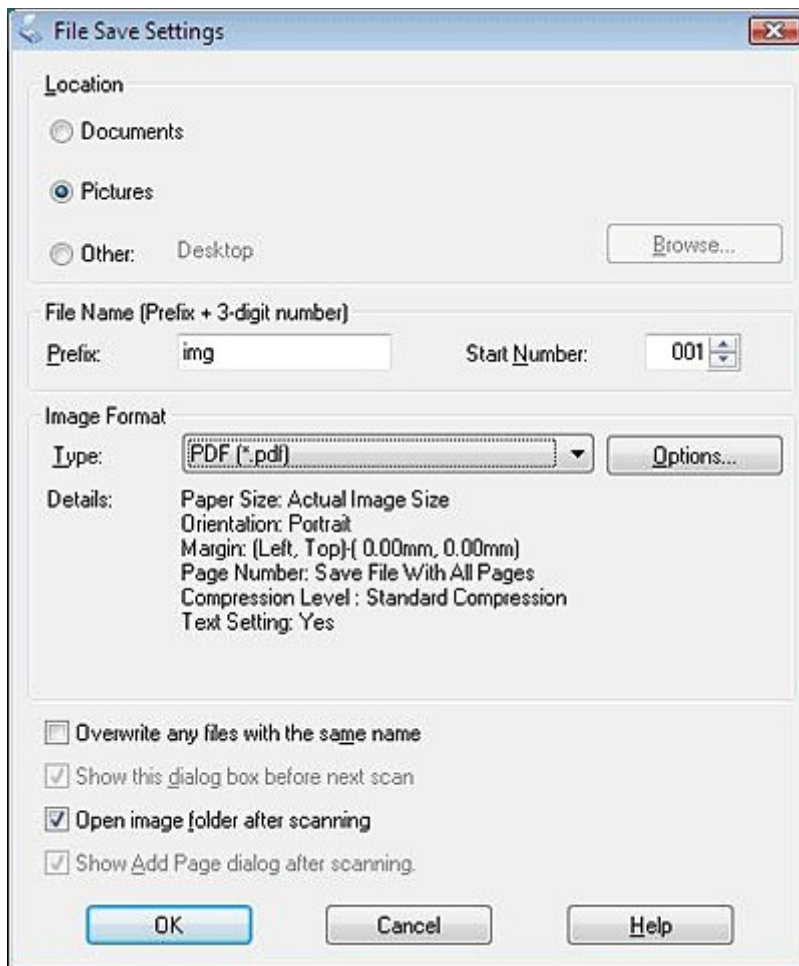 File Save Settings
Location
Documents
Pictures
Other: Desktop Browse...
File Name (Prefix + 3-digit number)
Prefix: img Start Number: 001
Image Format
Type: PDF (*.pdf) Options...
Details: Paper Size: Actual Image Size
Orientation: Portrait
Margin: (Left, Top)-( 0.00mm, 0.00mm)
Page Number: Save File With All Pages
Compression Level : Standard Compression
Text Setting: Yes
Overwrite any files with the same name
Show this dialog box before next scan
Open image folder after scanning
Show Add Page dialog after scanning.
OK Cancel Help